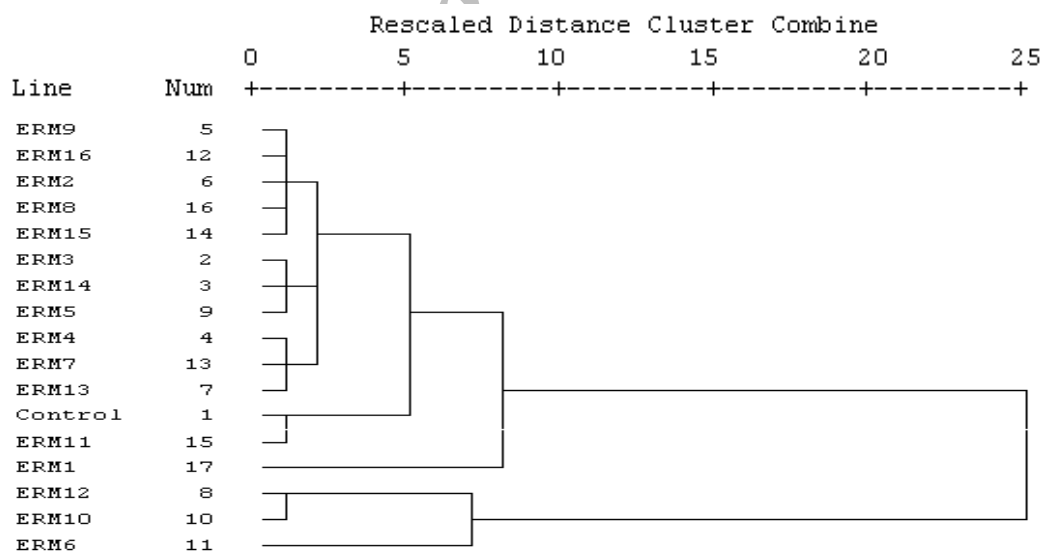 Rescaled Distance Cluster Combine
0 5 10 15 20 25
Line Num +---------+---------+---------+---------+---------+
ERM9 5
ERM16 12
ERM2 6
ERM8 16
ERM15 14
ERM3 2
ERM14 3
ERM5 9
ERM4 4
ERM7 13
ERM13 7
Control 1
ERM11 15
ERM1 17
ERM12 8
ERM10 10
ERM6 11